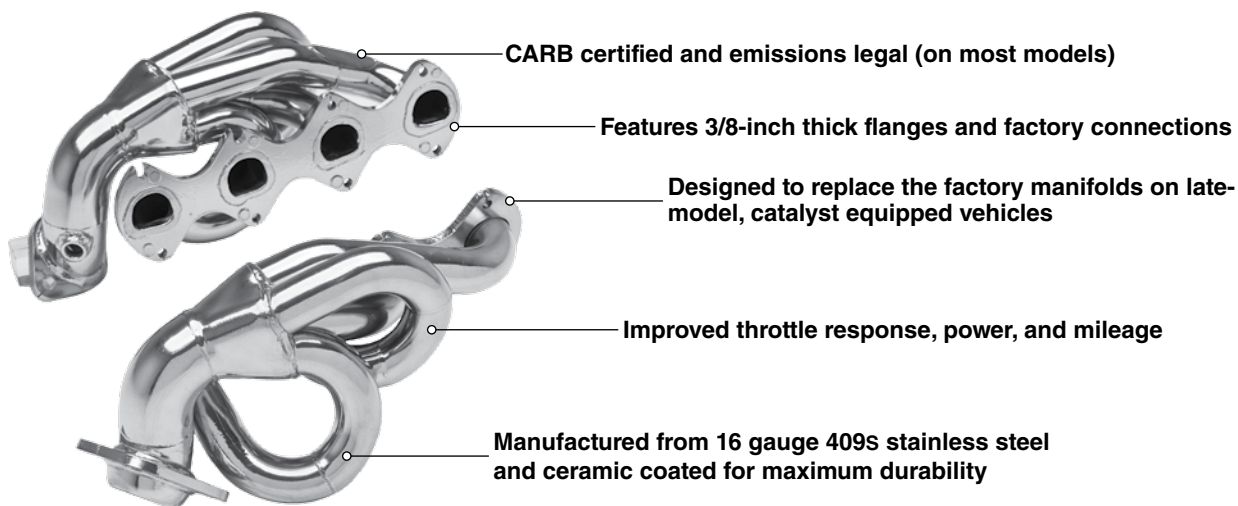 CARB certified and emissions legal (on most models)
Features 3/8-inch thick flanges and factory connections
Designed to replace the factory manifolds on late-
model, catalyst equipped vehicles
Improved throttle response, power, and mileage
Manufactured from 16 gauge 409S stainless steel
and ceramic coated for maximum durability